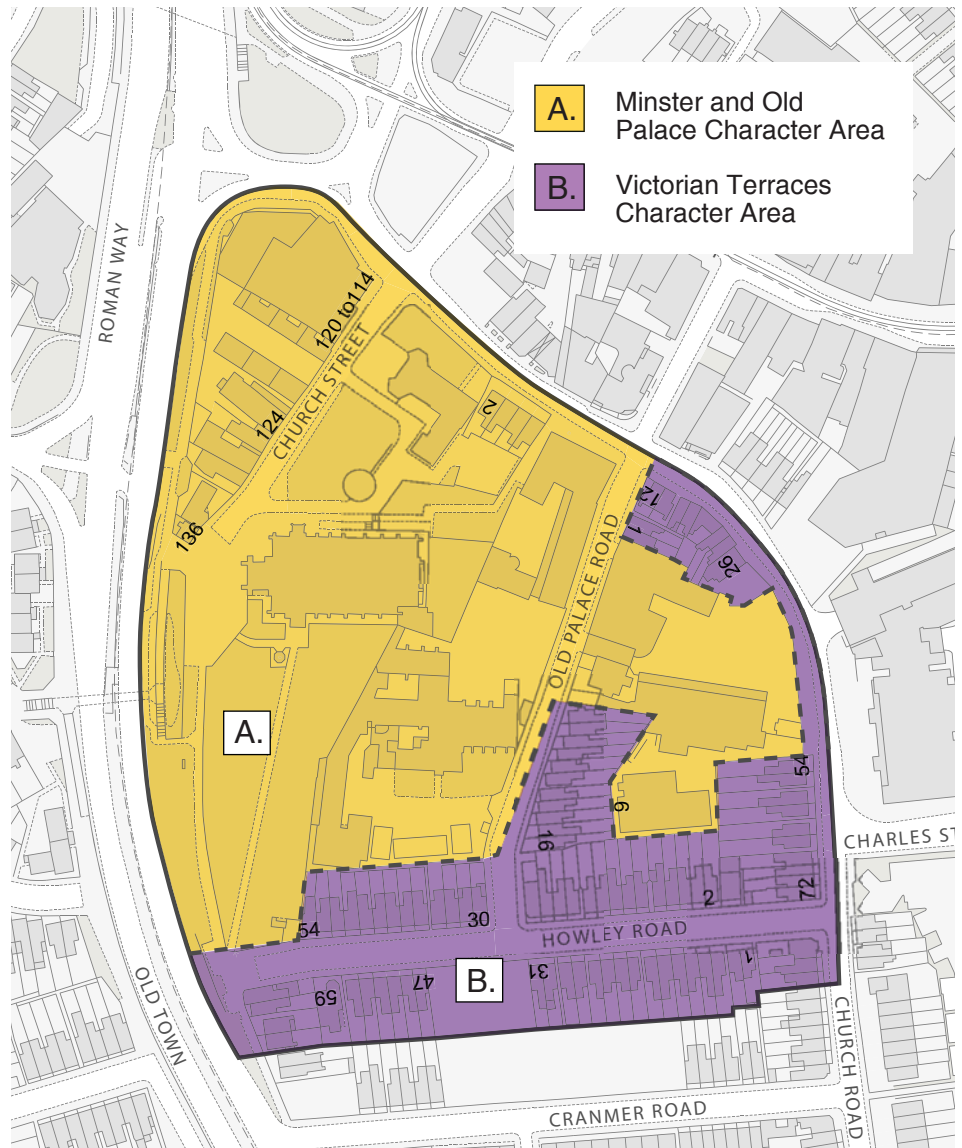 A.
Minster and Old
Palace Character Area
B.
Victorian Terraces
Character Area
ROMAN WAY
120 to114
CHURCH STREET
124
2
136
12
1
26
OLD PALACE ROAD
A.
54
9
16
CHARLES ST
2
72
54
30
HOWLEY ROAD
31
1
47
59
B.
OLD TOWN
CHURCH ROAD
CRANMER ROAD